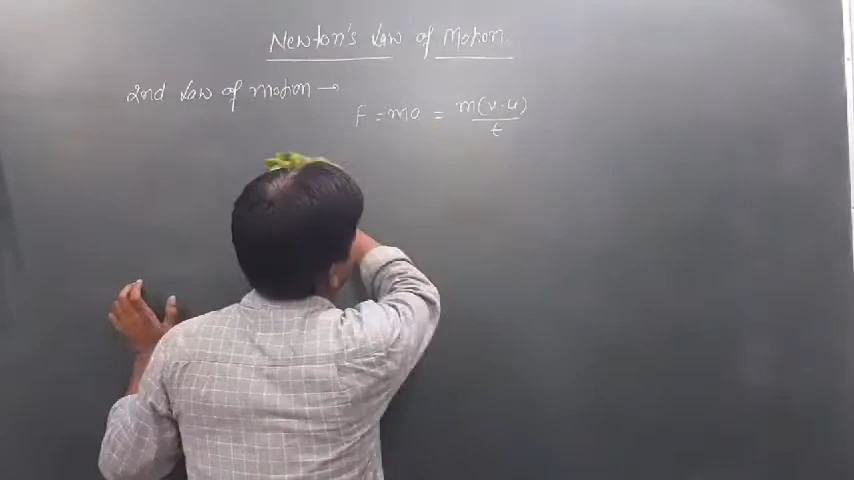 Newton's Law of Motion
2nd Law of motion →
F = ma = m(v-u)/t